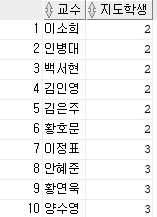 교수 지도학생
1 이소희 2
2 인병대 2
3 백서현 2
4 김인영 2
5 김은주 2
6 황호문 2
7 이정표 3
8 안혜준 3
9 황연욱 3
10 양수영 3